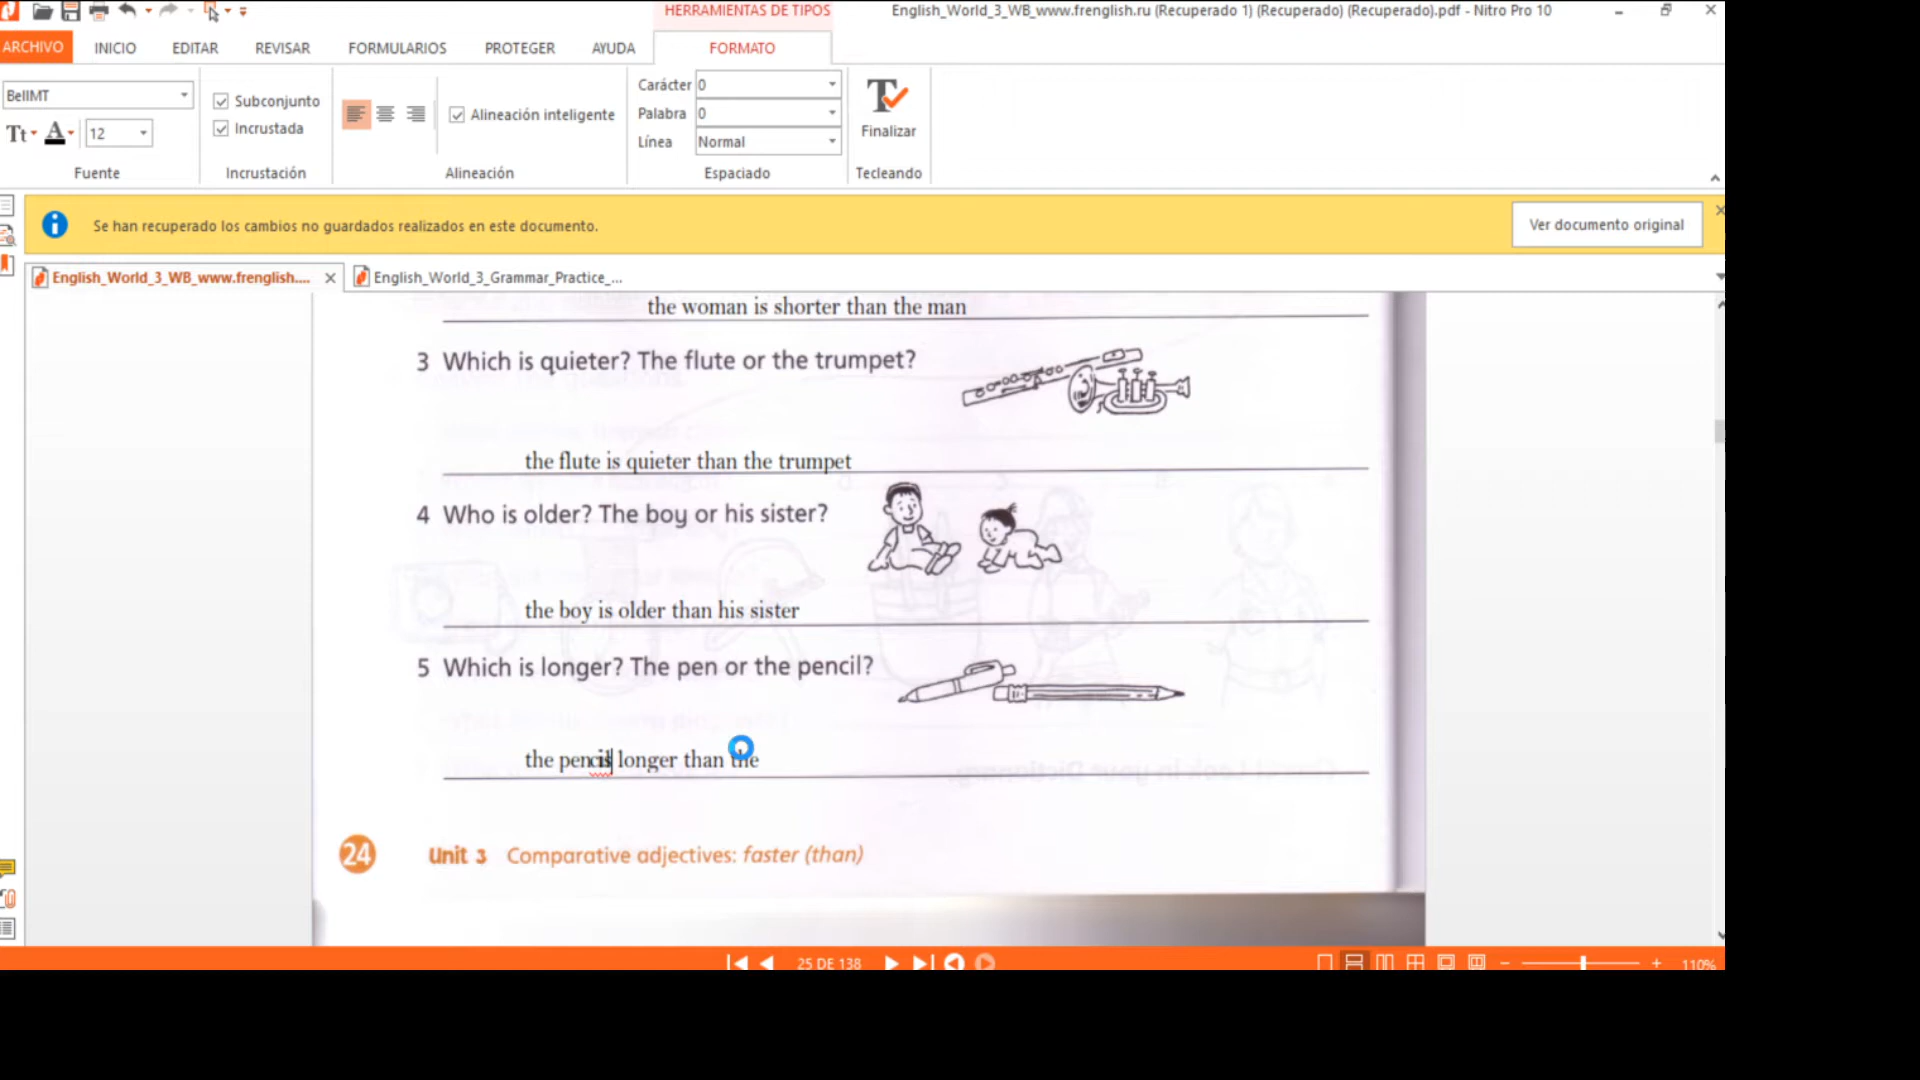 HERRAMIENTAS DE TIPOS
English_World_3_WB_www.frenglish.ru (Recuperado 1) (Recuperado) (Recuperado).pdf - Nitro Pro 10
ARCHIVO INICIO EDITAR REVISAR FORMULARIOS PROTEGER AYUDA FORMATO
BellMT
Subconjunto
Incrustada
12
Alineación inteligente
Carácter 0
Palabra 0
Línea Normal
Finalizar
Fuente Incrustación Alineación Espaciado Tecleando
Se han recuperado los cambios no guardados realizados en este documento.
Ver documento original
English_World_3_WB_www.frenglish....
English_World_3_Grammar_Practice_...
the woman is shorter than the man
3 Which is quieter? The flute or the trumpet?
the flute is quieter than the trumpet
4 Who is older? The boy or his sister?
the boy is older than his sister
5 Which is longer? The pen or the pencil?
the longer than the
24 Unit 3 Comparative adjectives: faster (than)
25 DE 138
110%